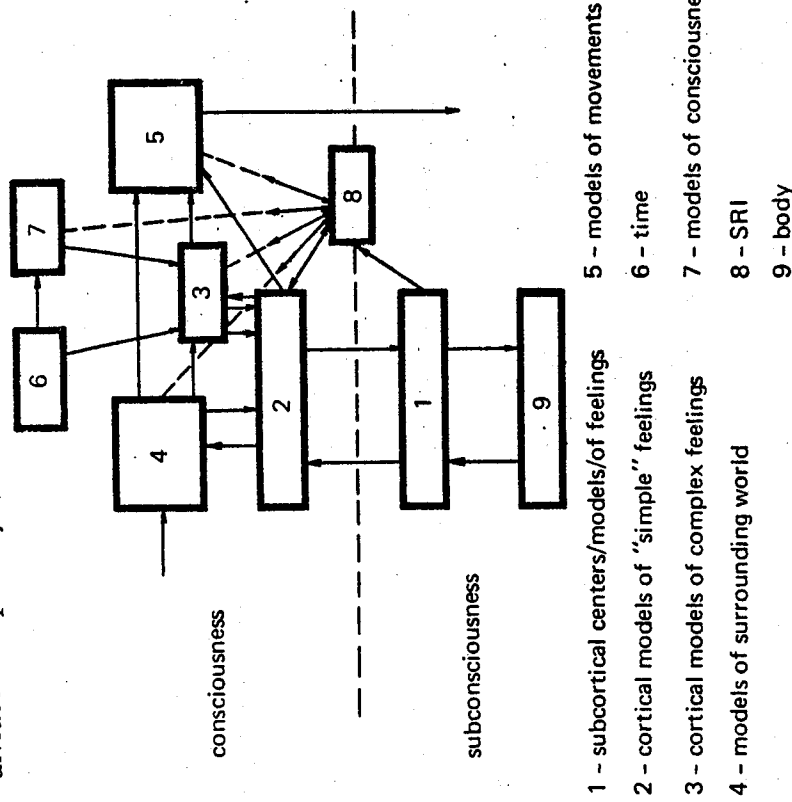 6
7
4
3
5
consciousness
2
8
1
subconsciousness
9
1 – subcortical centers/models/of feelings
2 – cortical models of "simple" feelings
3 – cortical models of complex feelings
4 – models of surrounding world
5 – models of movements
6 – time
7 – models of consciousne
8 – SRI
9 – body